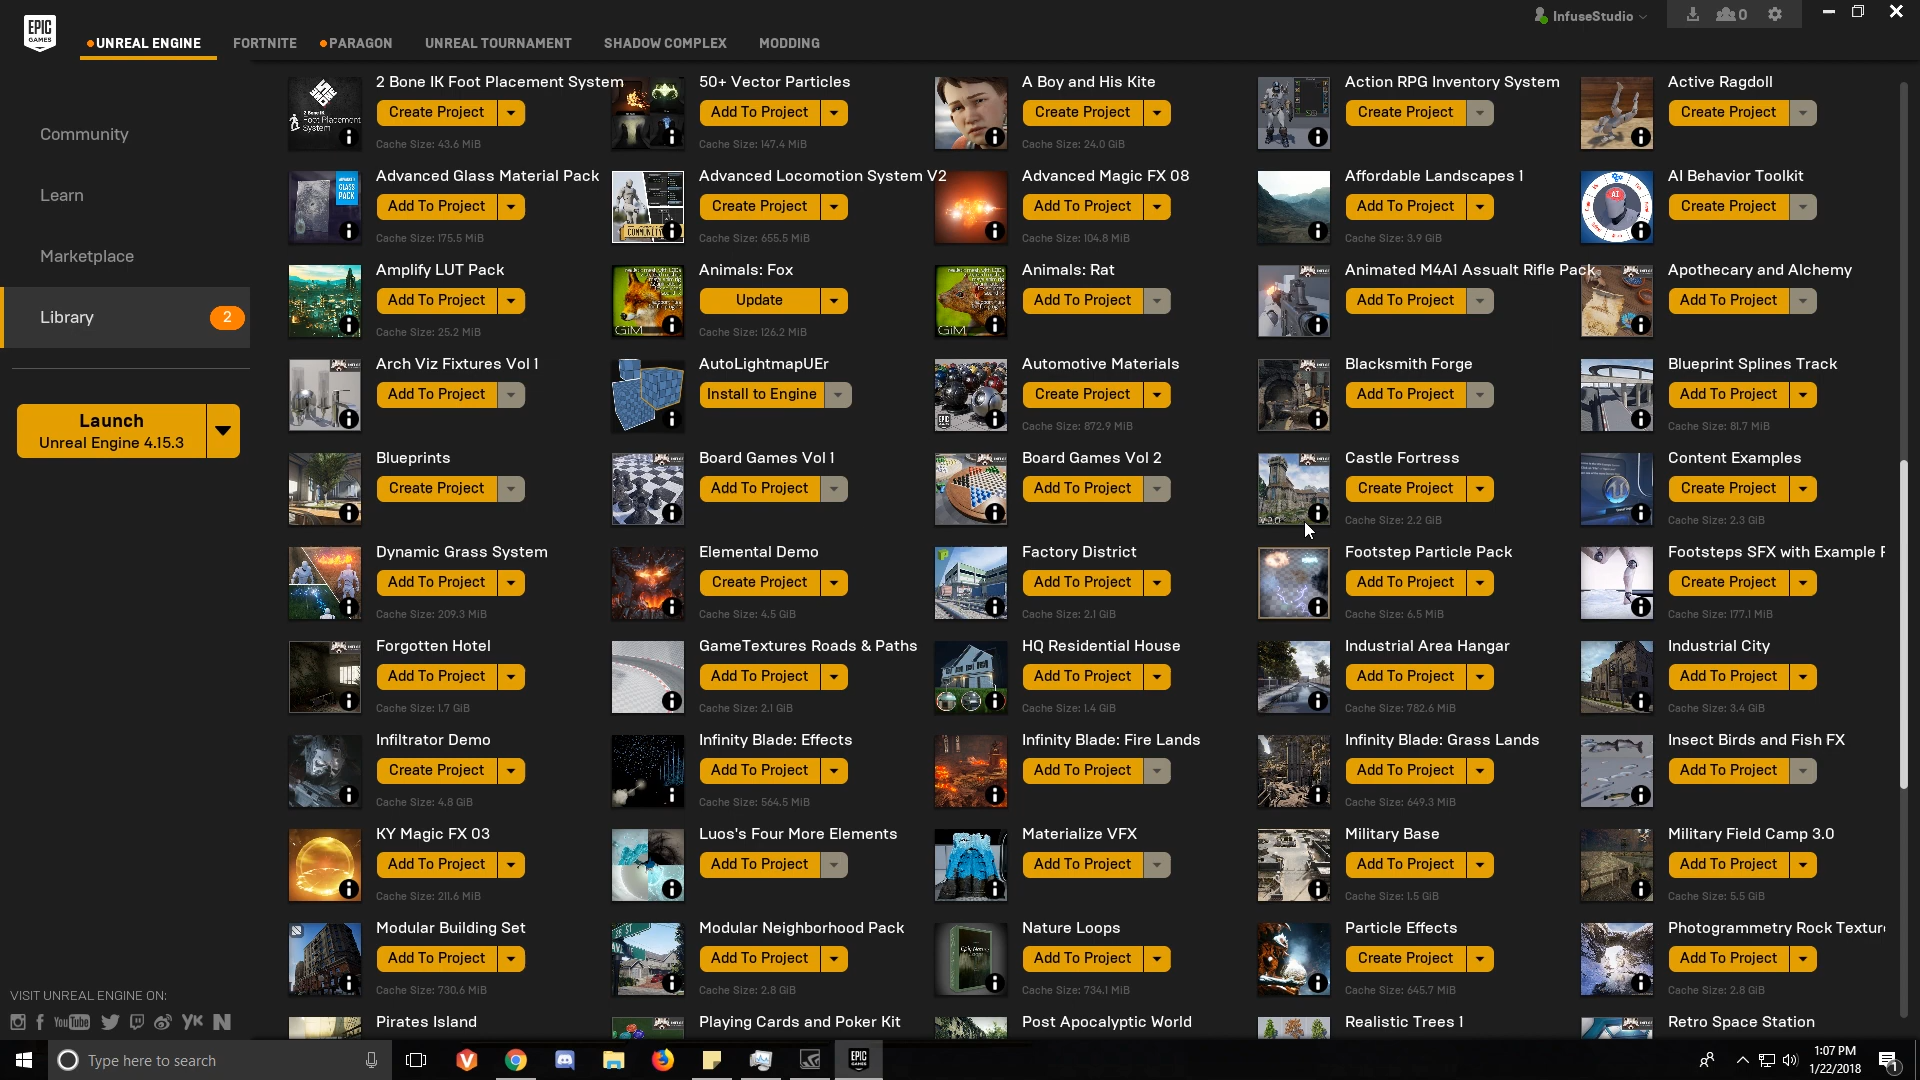 EPIC
GAMES
UNREAL ENGINE
FORTNITE
PARAGON
UNREAL TOURNAMENT
SHADOW COMPLEX
MODDING
InfuseStudio
0
Community
Learn
Marketplace
Library
2
Launch
Unreal Engine 4.15.3
2 Bone IK Foot Placement System
Create Project
Cache Size: 43.6 MiB
50+ Vector Particles
Add To Project
Cache Size: 147.4 MiB
A Boy and His Kite
Create Project
Cache Size: 24.0 GiB
Action RPG Inventory System
Create Project
Active Ragdoll
Create Project
Advanced Glass Material Pack
Add To Project
Cache Size: 175.5 MiB
Advanced Locomotion System V2
Create Project
Cache Size: 655.5 MiB
Advanced Magic FX 08
Add To Project
Cache Size: 104.8 MiB
Affordable Landscapes 1
Add To Project
Cache Size: 3.9 GiB
AI Behavior Toolkit
Create Project
Amplify LUT Pack
Add To Project
Cache Size: 25.2 MiB
Animals: Fox
Update
Cache Size: 126.2 MiB
Animals: Rat
Add To Project
Animated M4A1 Assualt Rifle Pack
Add To Project
Apothecary and Alchemy
Add To Project
Arch Viz Fixtures Vol 1
Add To Project
AutoLightmapUEr
Install to Engine
Automotive Materials
Create Project
Cache Size: 872.9 MiB
Blacksmith Forge
Add To Project
Blueprint Splines Track
Add To Project
Cache Size: 81.7 MiB
Blueprints
Create Project
Board Games Vol 1
Add To Project
Board Games Vol 2
Add To Project
Castle Fortress
Create Project
Cache Size: 2.2 GiB
Content Examples
Create Project
Cache Size: 2.3 GiB
Dynamic Grass System
Add To Project
Cache Size: 209.3 MiB
Elemental Demo
Create Project
Cache Size: 4.5 GiB
Factory District
Add To Project
Cache Size: 2.1 GiB
Footstep Particle Pack
Add To Project
Cache Size: 6.5 MiB
Footsteps SFX with Example
Create Project
Cache Size: 177.1 MiB
Forgotten Hotel
Add To Project
Cache Size: 1.7 GiB
GameTextures Roads & Paths
Add To Project
Cache Size: 2.1 GiB
HQ Residential House
Add To Project
Cache Size: 1.4 GiB
Industrial Area Hangar
Add To Project
Cache Size: 782.6 MiB
Industrial City
Add To Project
Cache Size: 3.4 GiB
Infiltrator Demo
Create Project
Cache Size: 4.8 GiB
Infinity Blade: Effects
Add To Project
Cache Size: 564.5 MiB
Infinity Blade: Fire Lands
Add To Project
Infinity Blade: Grass Lands
Add To Project
Cache Size: 649.3 MiB
Insect Birds and Fish FX
Add To Project
KY Magic FX 03
Add To Project
Cache Size: 211.6 MiB
Luos's Four More Elements
Add To Project
Materialize VFX
Add To Project
Military Base
Add To Project
Cache Size: 1.5 GiB
Military Field Camp 3.0
Add To Project
Cache Size: 5.5 GiB
Modular Building Set
Add To Project
Cache Size: 730.6 MiB
Modular Neighborhood Pack
Add To Project
Cache Size: 2.8 GiB
Nature Loops
Add To Project
Cache Size: 734.1 MiB
Particle Effects
Create Project
Cache Size: 645.7 MiB
Photogrammetry Rock Textur
Add To Project
Cache Size: 2.8 GiB
Pirates Island
Playing Cards and Poker Kit
Post Apocalyptic World
Realistic Trees 1
Retro Space Station
VISIT UNREAL ENGINE ON:
Type here to search
1:07 PM
1/22/2018
1